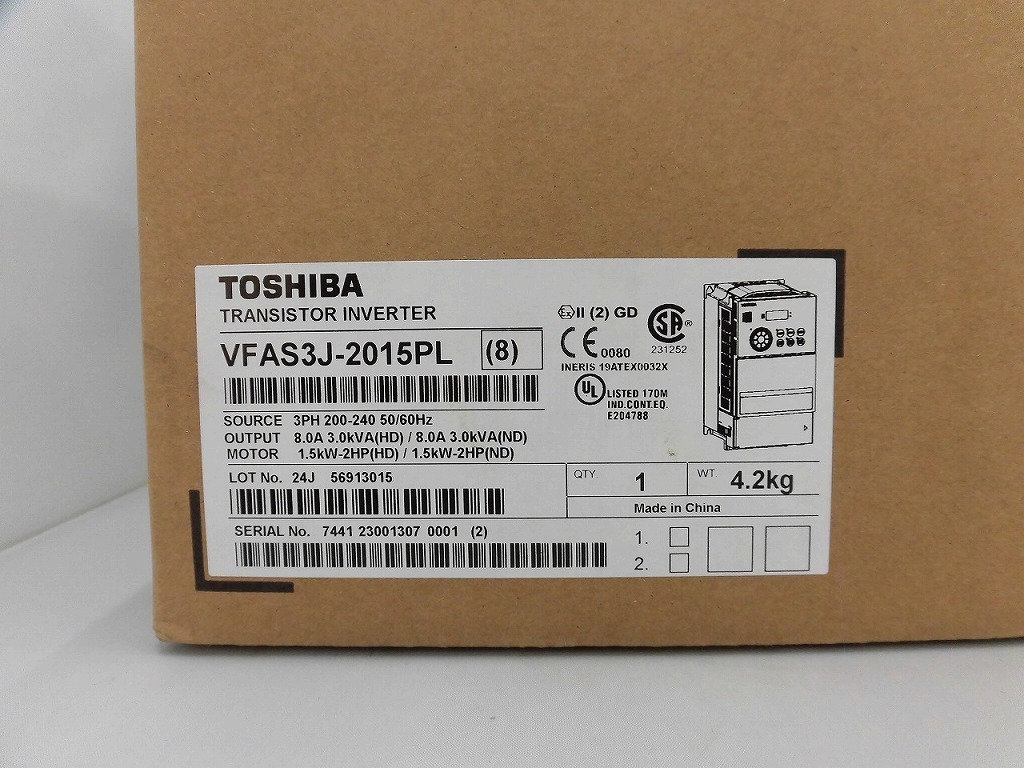 TOSHIBA
TRANSISTOR INVERTER
VFAS3J-2015PL (8)
SOURCE 3PH 200-240 50/60Hz
OUTPUT 8.0A 3.0kVA(HD) / 8.0A 3.0kVA(ND)
MOTOR 1.5kW-2HP(HD) / 1.5kW-2HP(ND)
Ex II (2) GD
CE 0080
SA ®
231252
INERIS 19ATEX0032X
UL LISTED 170M
IND.CONT.EQ.
E204788
LOT No. 24J 56913015
QTY. 1
WT. 4.2kg
Made in China
SERIAL No. 7441 23001307 0001 (2)
1.
2.